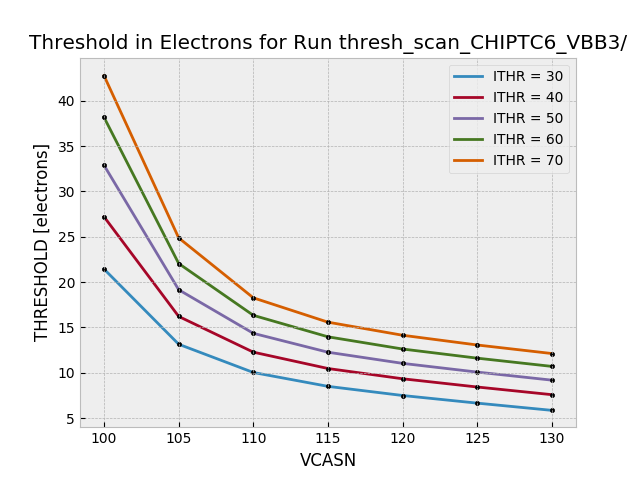 Threshold in Electrons for Run thresh_scan_CHIPTC6_VBB3/
ITHR = 30
ITHR = 40
ITHR = 50
ITHR = 60
ITHR = 70
THRESHOLD [electrons]
40
35
30
25
20
15
10
5
100 105 110 115 120 125 130
VCASN